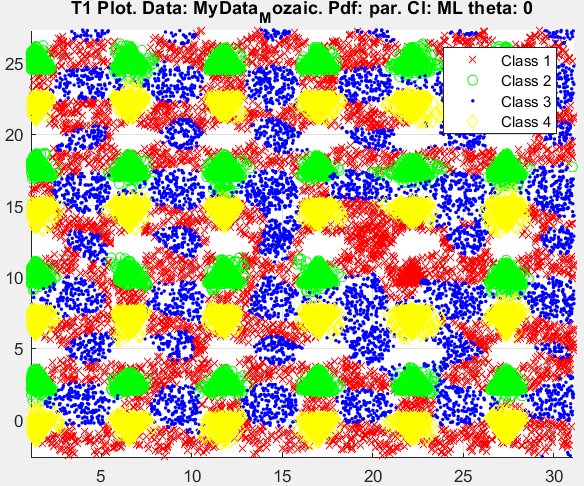 T1 Plot. Data: MyData_Mozaic. Pdf: par. Cl: ML theta: 0
25
20
15
10
5
0
Class 1
Class 2
Class 3
Class 4
5
10
15
20
25
30